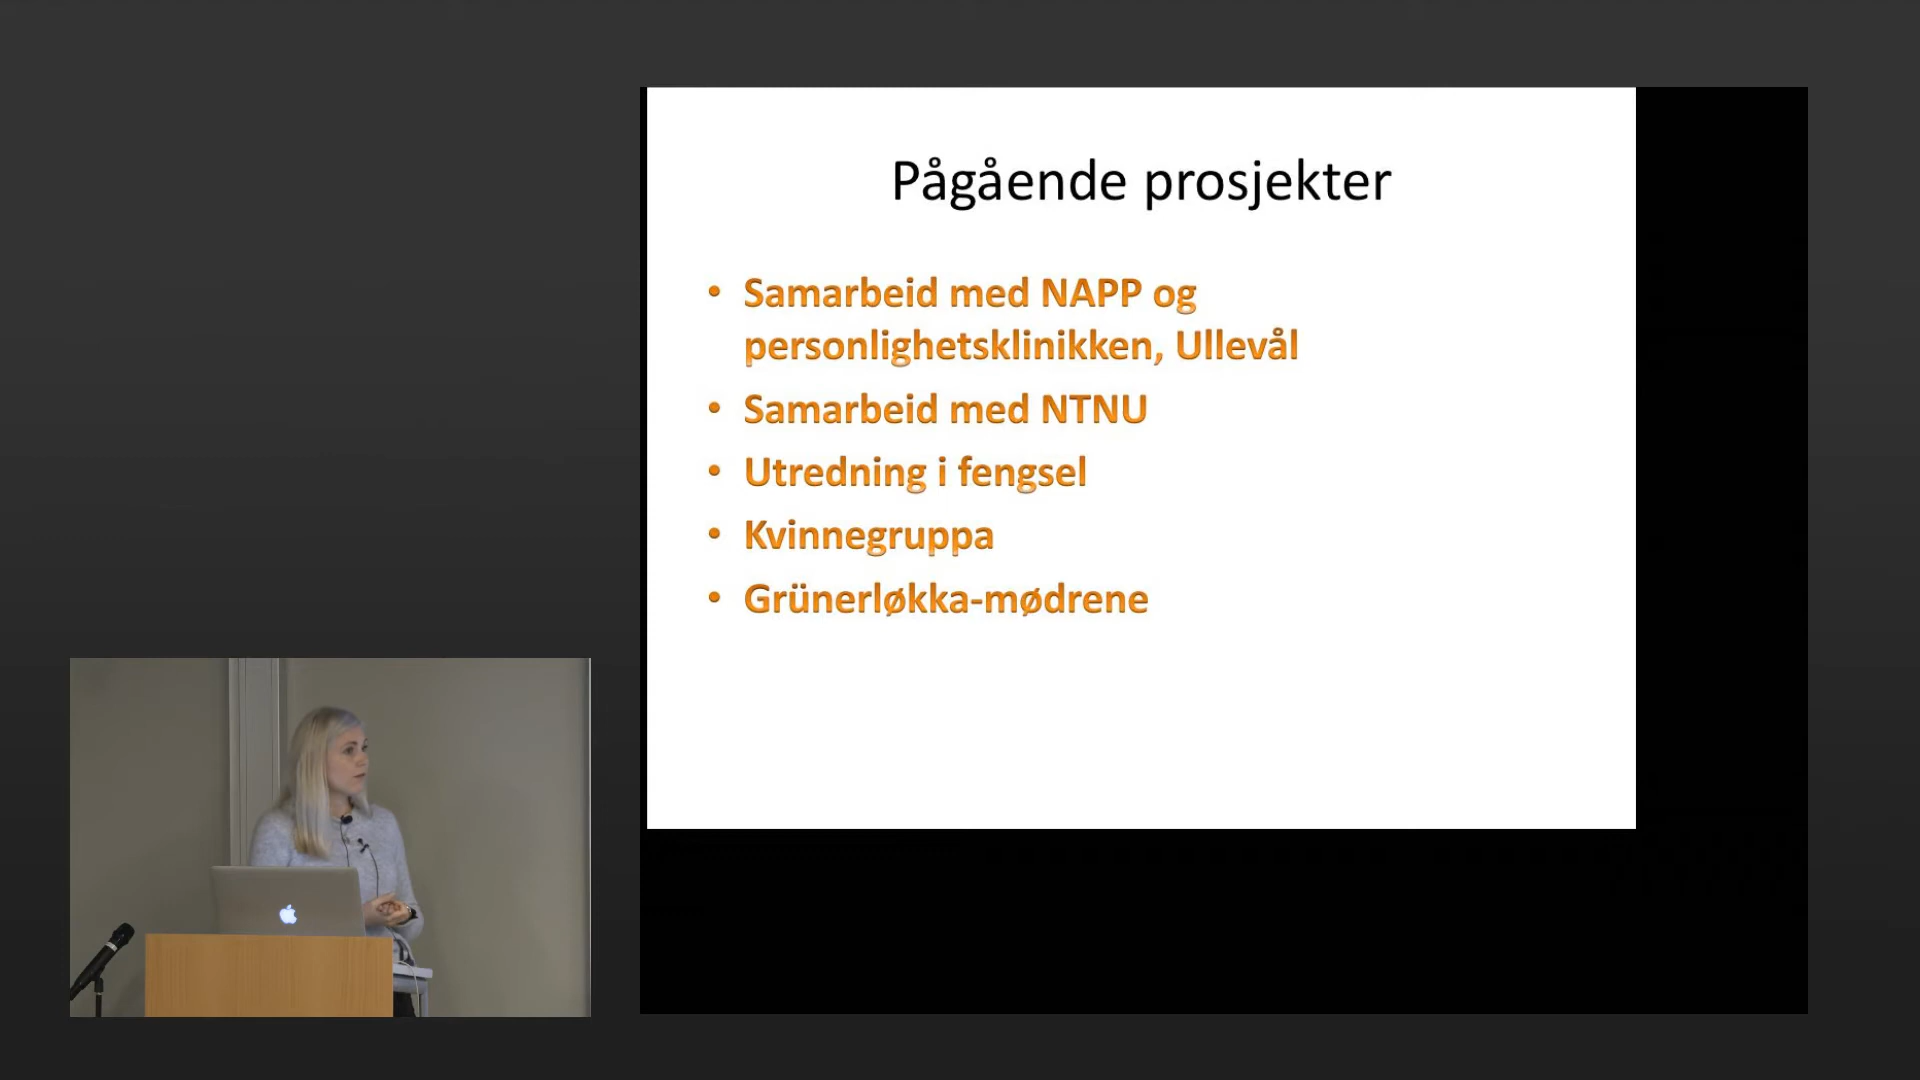 Pågående prosjekter
• Samarbeid med NAPP og
personlighetsklinikken, Ullevål
• Samarbeid med NTNU
• Utredning i fengsel
• Kvinnegruppa
• Grünerløkka-mødrene